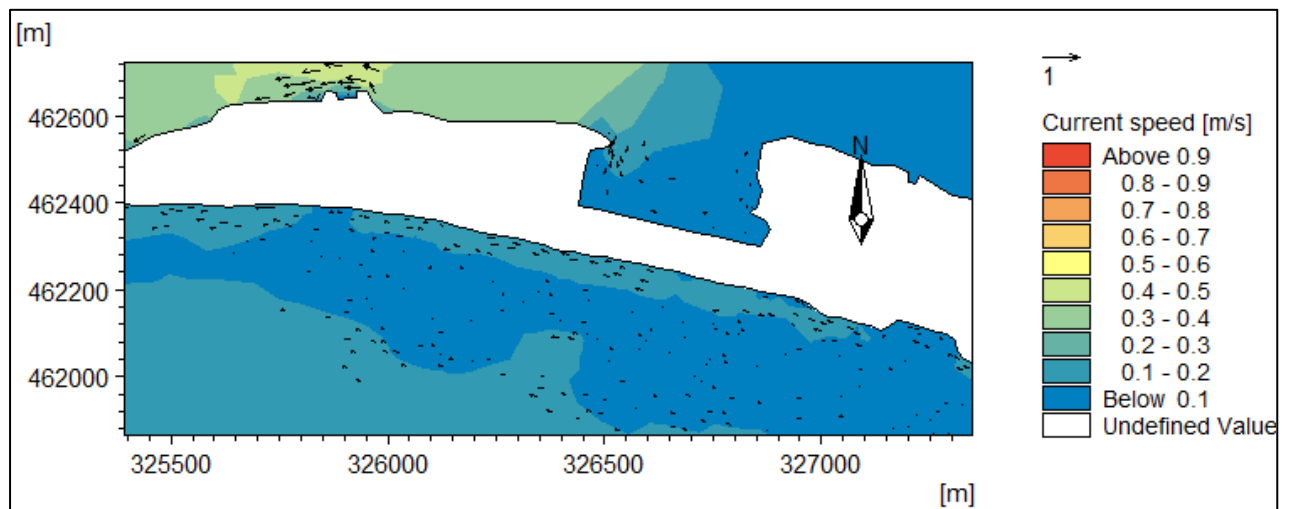 [m]
462600
462400
462200
462000
325500 326000 326500 327000
[m]
N
1
Current speed [m/s]
Above 0.9
0.8 - 0.9
0.7 - 0.8
0.6 - 0.7
0.5 - 0.6
0.4 - 0.5
0.3 - 0.4
0.2 - 0.3
0.1 - 0.2
Below 0.1
Undefined Value